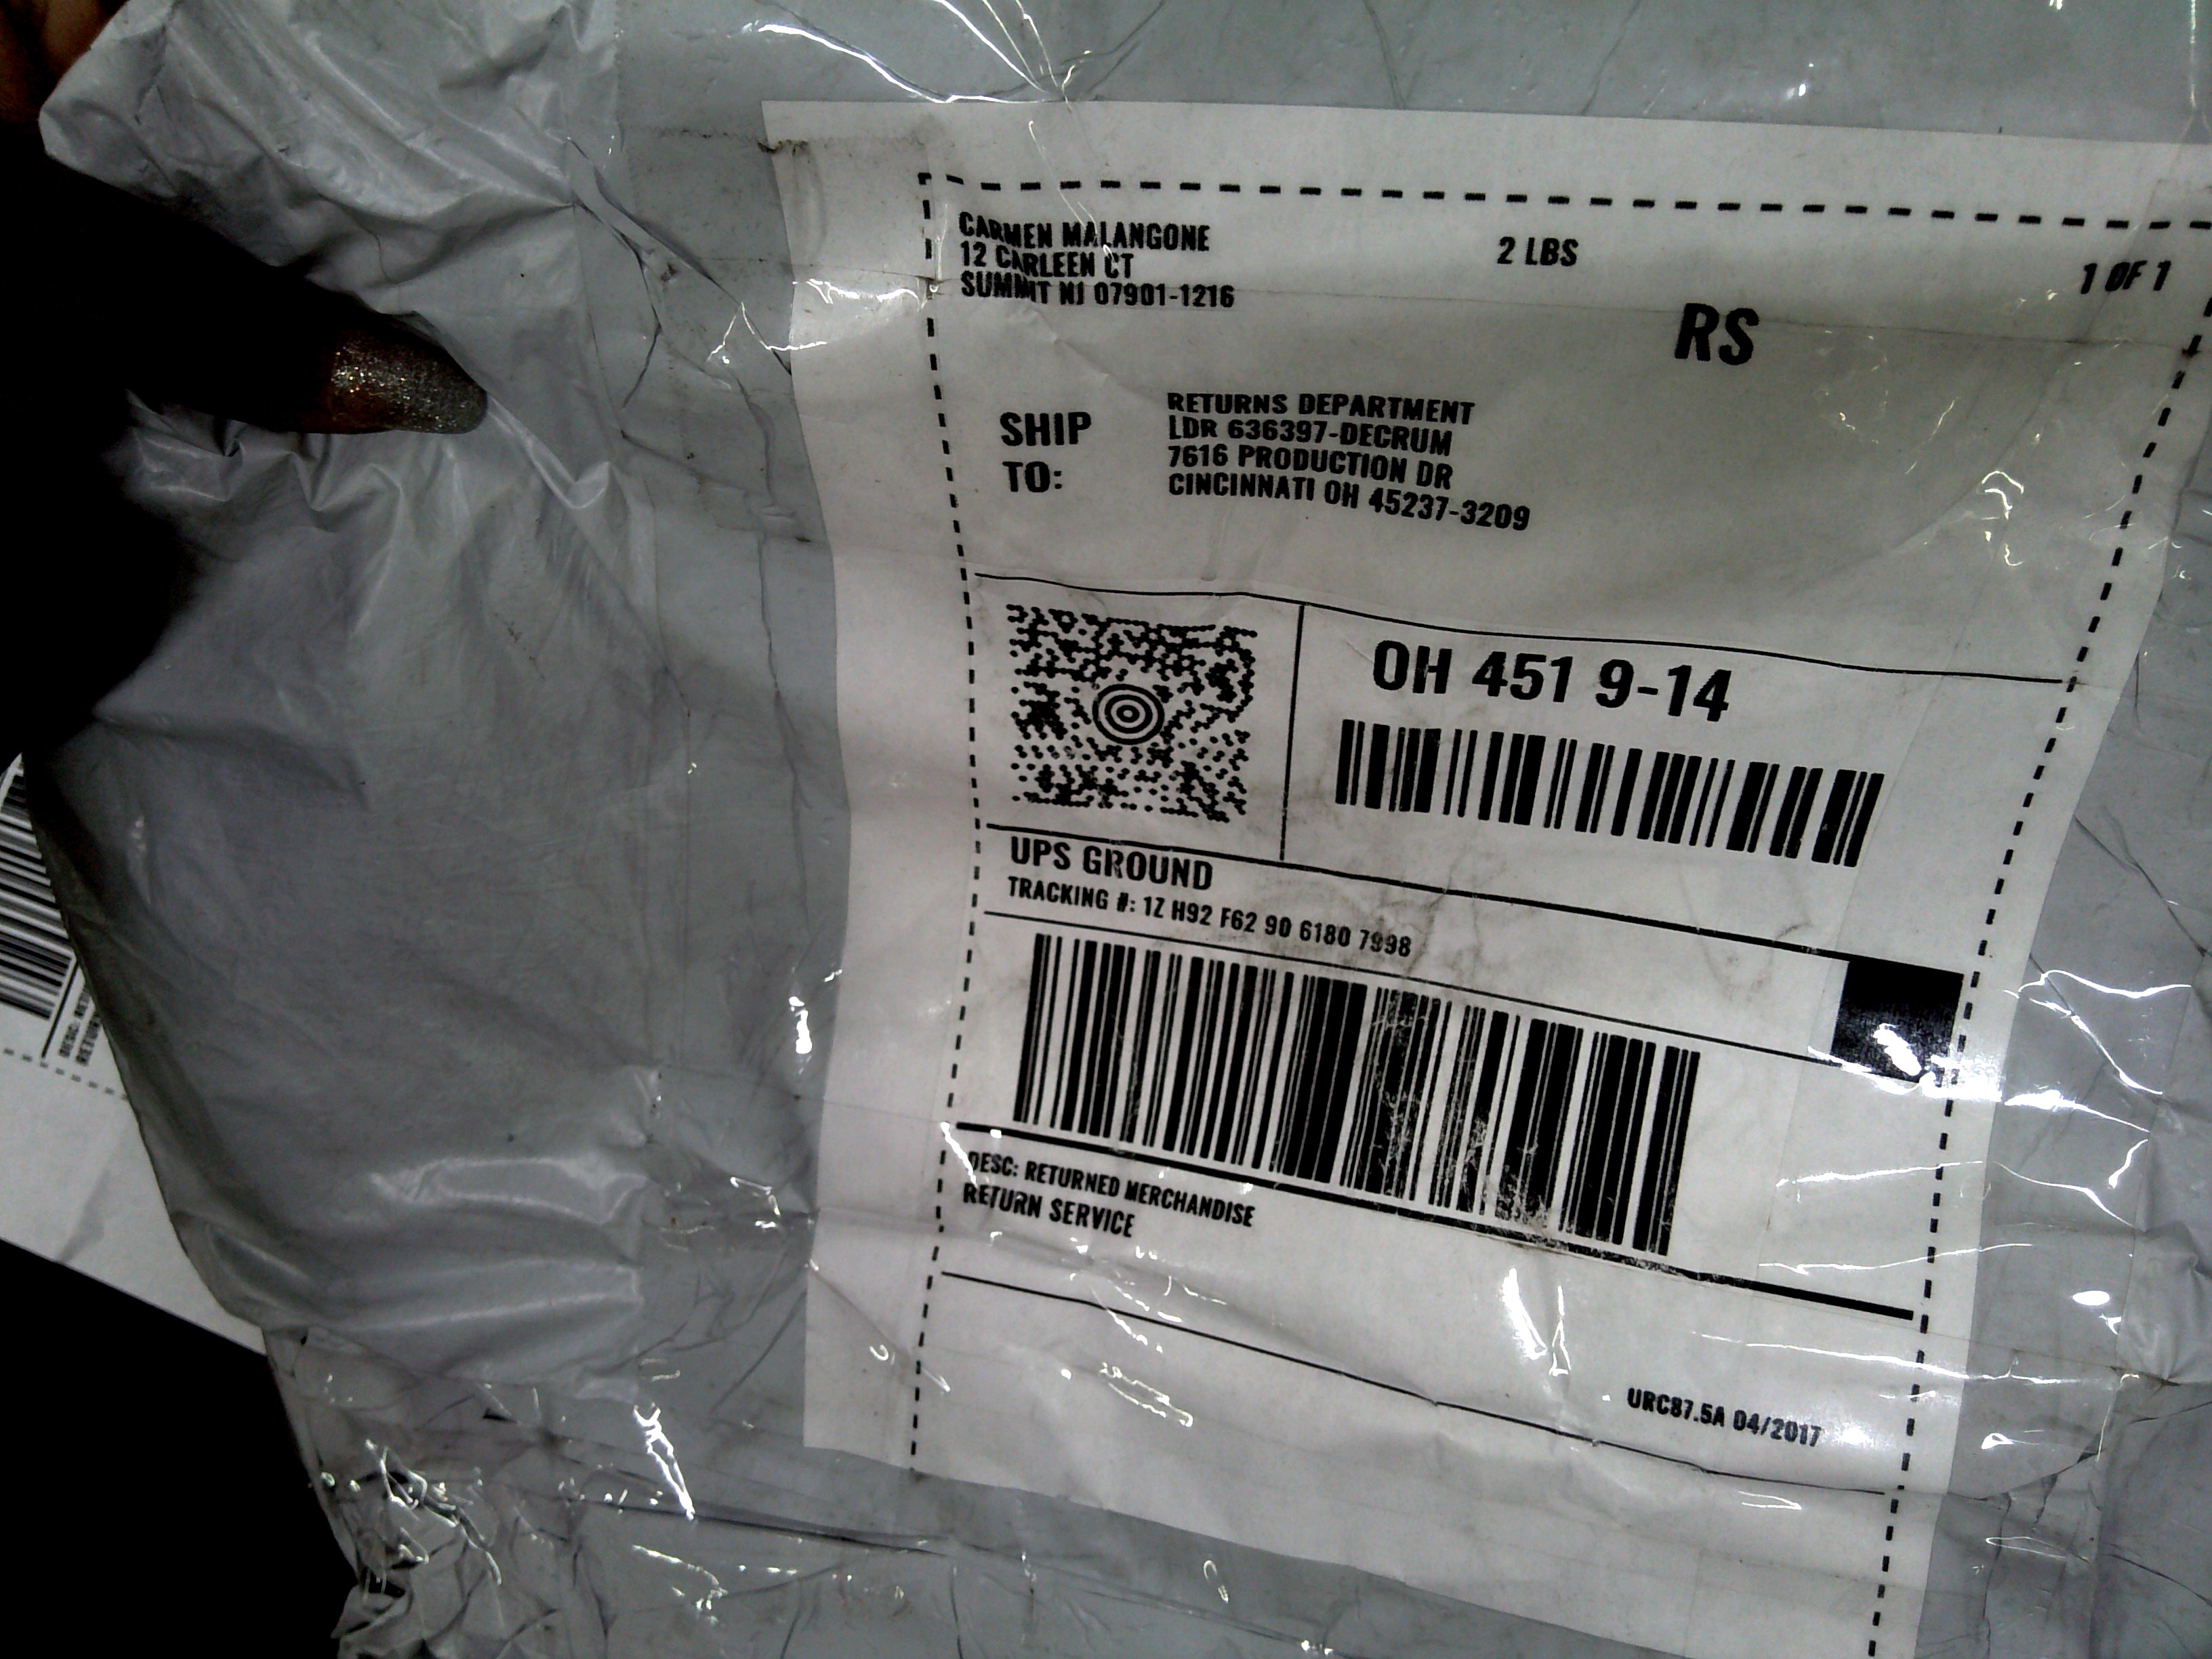 CARMEN MALANGONE
12 CARLEEN CT
SUMMIT NJ 07901-1216
2 LBS
1 OF 1
RS
SHIP TO:
RETURNS DEPARTMENT
LDR 636397-DECRUM
7616 PRODUCTION DR
CINCINNATI OH 45237-3209
OH 451 9-14
UPS GROUND
TRACKING #: 1Z H92 F62 90 6180 7998
DESC: RETURNED MERCHANDISE
RETURN SERVICE
URC87.5A 04/2017